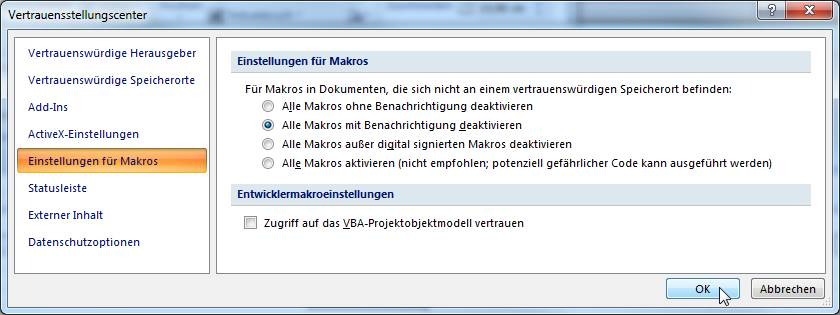 Vertrauensstellungscenter
Vertrauenswürdige Herausgeber
Vertrauenswürdige Speicherorte
Add-Ins
ActiveX-Einstellungen
Einstellungen für Makros
Statusleiste
Externer Inhalt
Datenschutzoptionen
Einstellungen für Makros
Für Makros in Dokumenten, die sich nicht an einem vertrauenswürdigen Speicherort befinden:
Alle Makros ohne Benachrichtigung deaktivieren
Alle Makros mit Benachrichtigung deaktivieren
Alle Makros außer digital signierten Makros deaktivieren
Alle Makros aktivieren (nicht empfohlen; potenziell gefährlicher Code kann ausgeführt werden)
Entwicklermakroeinstellungen
Zugriff auf das VBA-Projektobjektmodell vertrauen
OK
Abbrechen